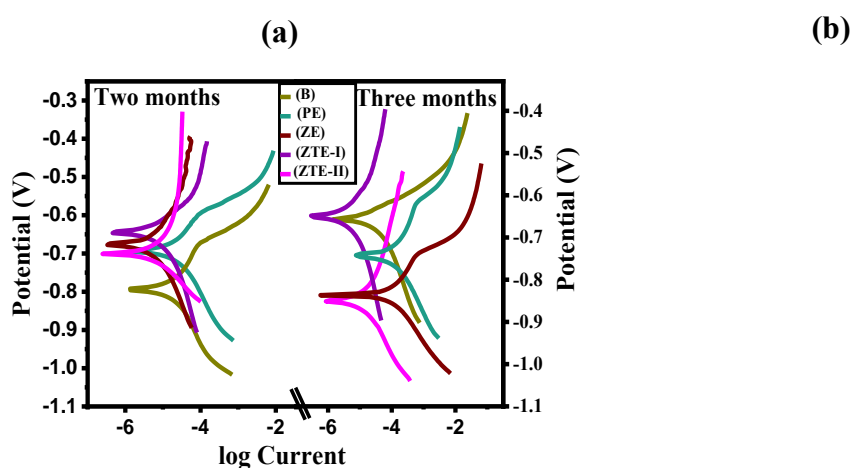 (a)
(b)
Two months
Three months
(B)
(PE)
(ZE)
(ZTE-I)
(ZTE-II)
Potential (V)
-0.3
-0.4
-0.5
-0.6
-0.7
-0.8
-0.9
-1.0
-1.1
-0.4
-0.5
-0.6
-0.7
-0.8
-0.9
-1.0
-1.1
Potential (V)
-6
-4
-2
-6
-4
-2
log Current